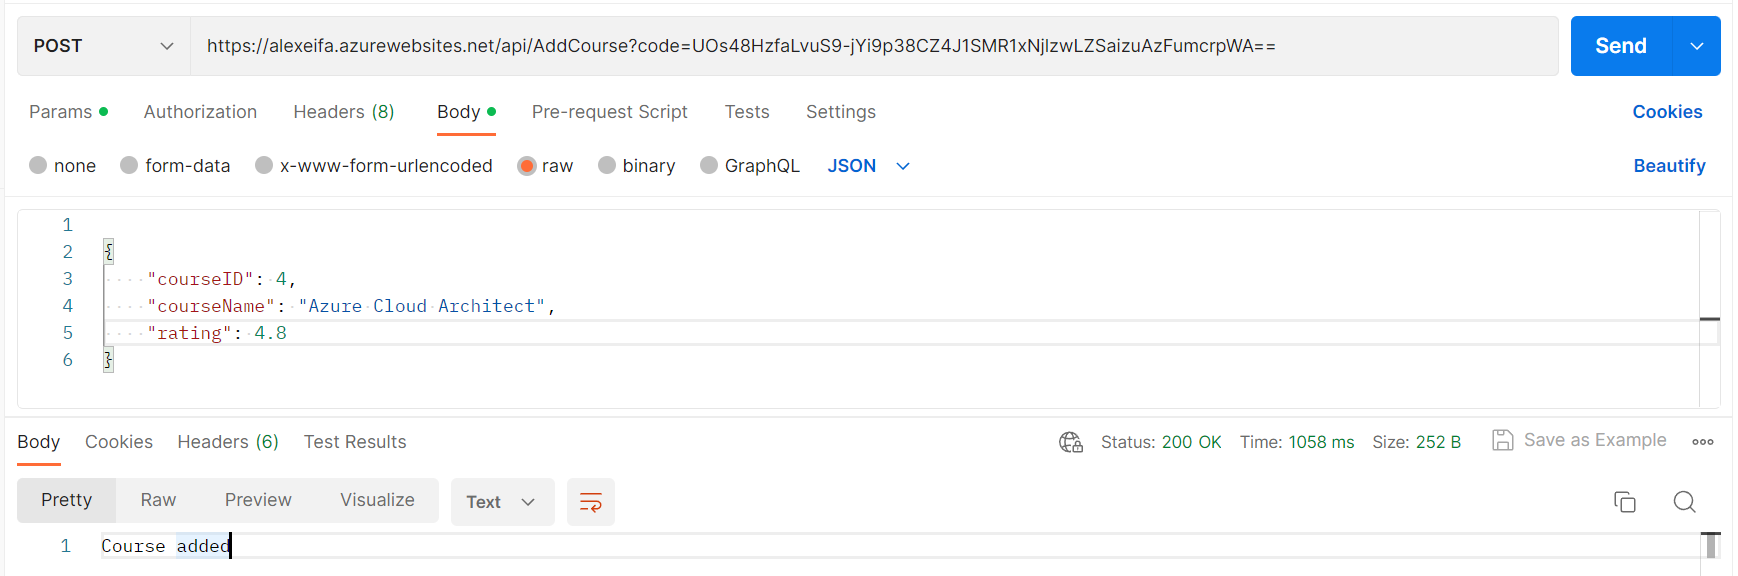 POST https://alexeifa.azurewebsites.net/api/AddCourse?code=UOs48HzfaLvuS9-jYi9p38CZ4J1SMR1xNjlzwLZSaizuAzFumcrpWA== Send
Params Authorization Headers (8) Body Pre-request Script Tests Settings Cookies
none form-data x-www-form-urlencoded raw binary GraphQL JSON Beautify
1
2 {
3 "courseID": 4,
4 "courseName": "Azure Cloud Architect",
5 "rating": 4.8
6 }
Body Cookies Headers (6) Test Results Status: 200 OK Time: 1058 ms Size: 252 B Save as Example
Pretty Raw Preview Visualize Text
1 Course added